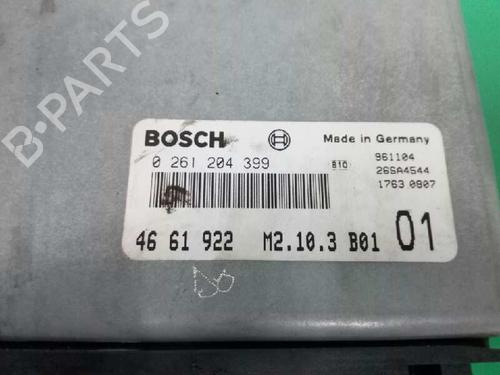 B-PARTS
BOSCH
Made in Germany
0 261 204 399
810
961104
26SA4544
1763 0807
46 61 922 M2.10.3 B01 01